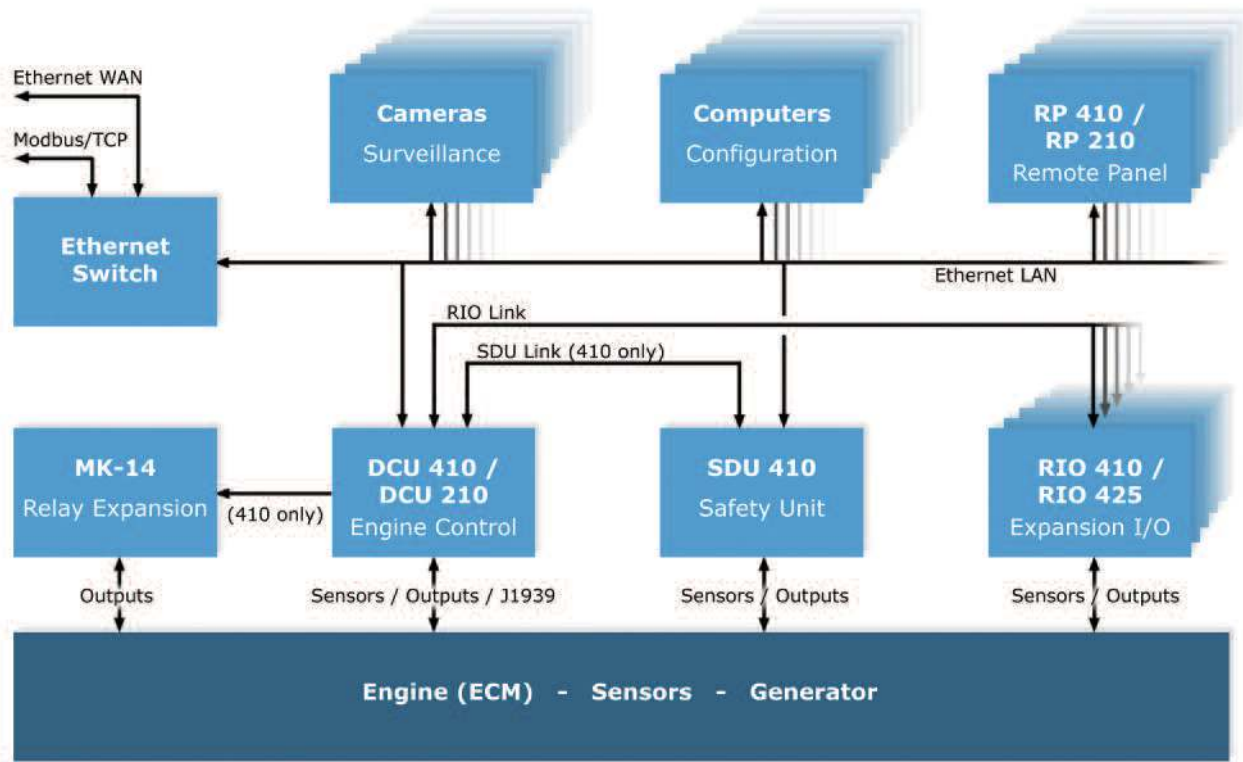 Ethernet WAN
Modbus/TCP
Ethernet
Switch
Cameras
Surveillance
Computers
Configuration
RP 410 /
RP 210
Remote Panel
Ethernet LAN
RIO Link
SDU Link (410 only)
MK-14
Relay Expansion
(410 only)
DCU 410 /
DCU 210
Engine Control
SDU 410
Safety Unit
RIO 410 /
RIO 425
Expansion I/O
Outputs
Sensors / Outputs / J1939
Sensors / Outputs
Sensors / Outputs
Engine (ECM) - Sensors - Generator